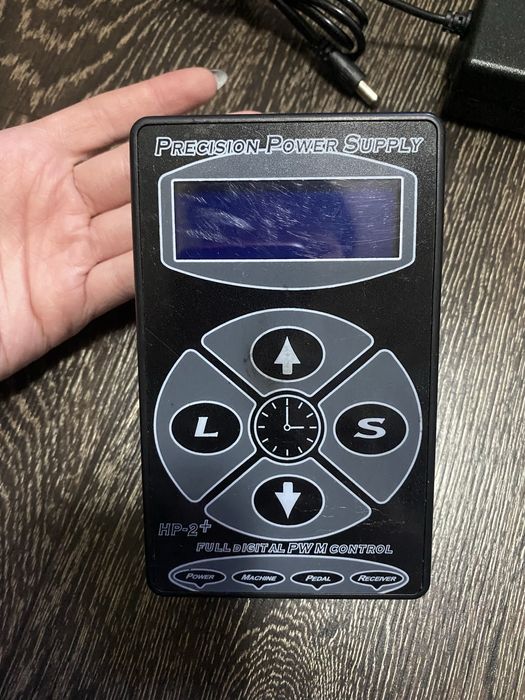 PRECISION POWER SUPPLY
L
S
HP-2+
FULL DIGITAL PWM CONTROL
POWER MACHINE PEDAL RECEIVER